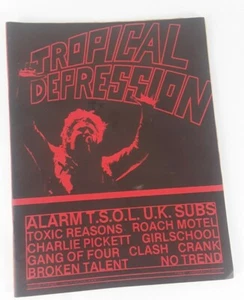 TROPICAL
DEPRESSION
ALARM T.S.O.L. U.K. SUBS
TOXIC REASONS ROACH MOTEL
CHARLIE PICKETT GIRLSCHOOL
GANG OF FOUR CLASH CRANK
BROKEN TALENT NO TREND